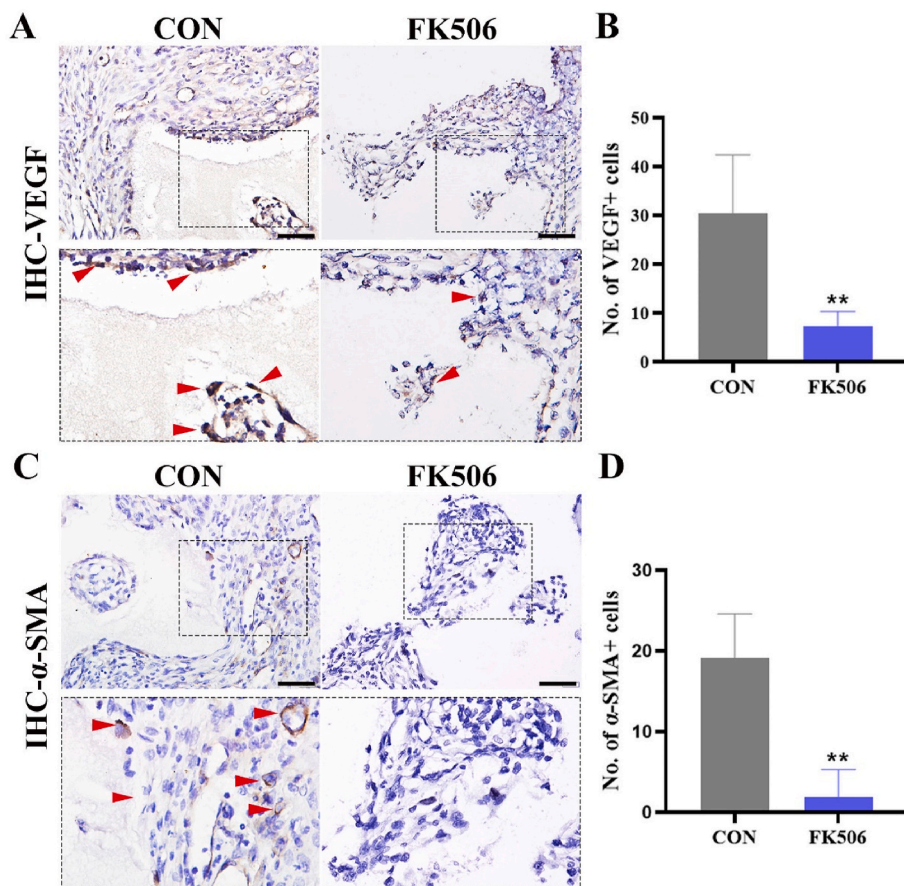 A
CON
FK506
IHC-VEGF
B
No. of VEGF+ cells
50
40
30
20
10
0
**
CON
FK506
C
CON
FK506
IHC-α-SMA
D
No. of α-SMA+ cells
30
20
10
0
**
CON
FK506